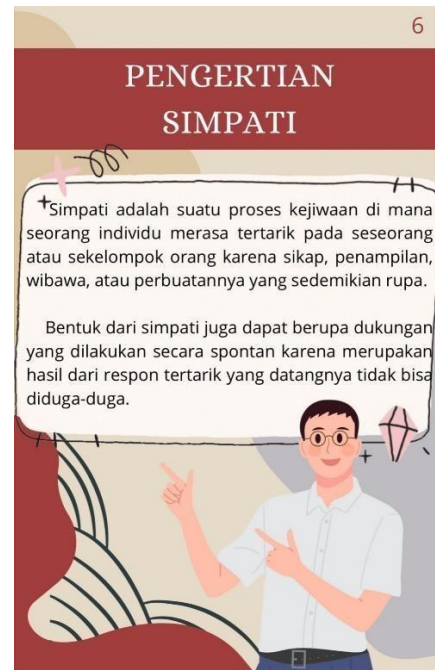 6
PENGERTIAN
SIMPATI
Simpati adalah suatu proses kejiwaan di mana
seorang individu merasa tertarik pada seseorang
atau sekelompok orang karena sikap, penampilan,
wibawa, atau perbuatannya yang sedemikian rupa.
Bentuk dari simpati juga dapat berupa dukungan
yang dilakukan secara spontan karena merupakan
hasil dari respon tertarik yang datangnya tidak bisa
diduga-duga.